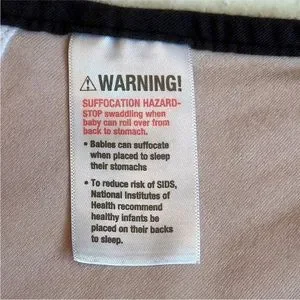 ⚠WARNING!
SUFFOCATION HAZARD-
STOP swaddling when
baby can roll over from
back to stomach.
• Babies can suffocate
when placed to sleep
their stomachs
• To reduce risk of SIDS,
National Institutes of
Health recommend
healthy infants be
placed on their backs
to sleep.